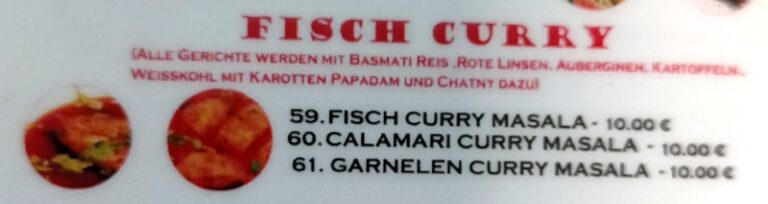 FISCH CURRY
(ALLE GERICHTE WERDEN MIT BASMATI REIS ,ROTE LINSEN, AUBERGINEN, KARTOFFELN,
WEISSKOHL MIT KAROTTEN PAPADAM UND CHATNY DAZU)
59. FISCH CURRY MASALA - 10.00 €
60. CALAMARI CURRY MASALA - 10.00 €
61. GARNELEN CURRY MASALA - 10.00 €